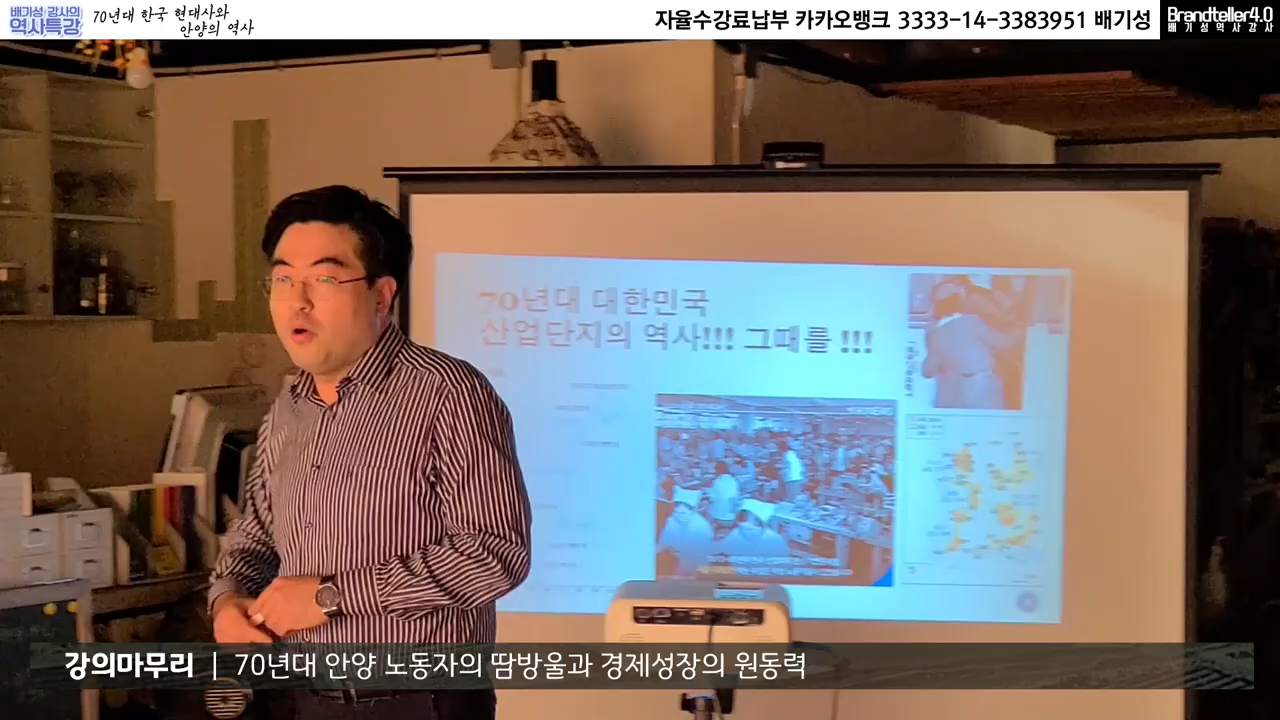 배기성 강사의
역사특강
70년대 한국 현대사와
안양의 역사
자율수강료납부 카카오뱅크 3333-14-3383951 배기성
Brandteller4.0
배기성역사강사
70년대 대한민국
산업단지의 역사!!! 그때를 !!!
강의마무리 | 70년대 안양 노동자의 땀방울과 경제성장의 원동력